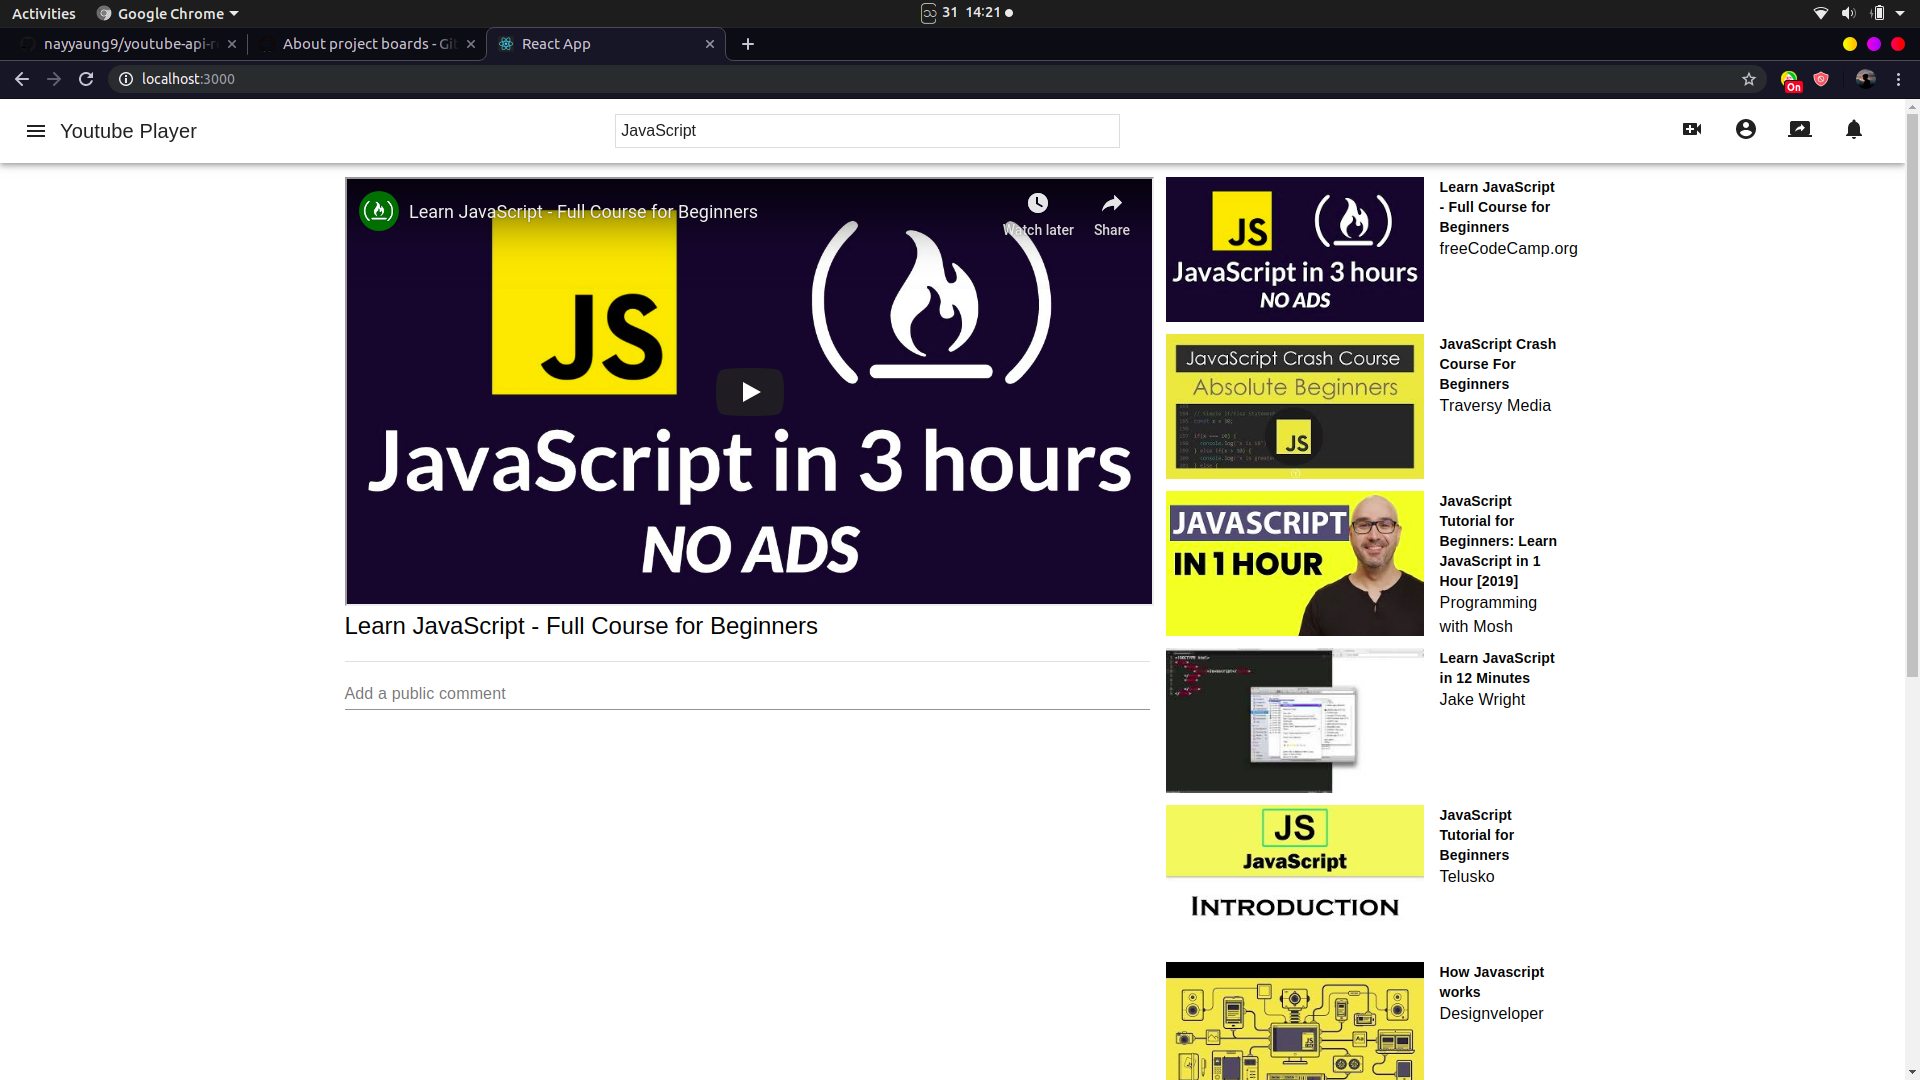 Activities
Google Chrome
31 14:21
nayyaung9/youtube-api-r
About project boards - Git
React App
localhost:3000
On
Youtube Player
JavaScript
Learn JavaScript - Full Course for Beginners
Watch later
Share
JS
JavaScript in 3 hours
NO ADS
Learn JavaScript - Full Course for Beginners
Add a public comment
JS
JavaScript in 3 hours
NO ADS
Learn JavaScript
- Full Course for
Beginners
freeCodeCamp.org
JavaScript Crash Course
Absolute Beginners
JS
JavaScript Crash
Course For
Beginners
Traversy Media
JAVASCRIPT
IN 1 HOUR
JavaScript
Tutorial for
Beginners: Learn
JavaScript in 1
Hour [2019]
Programming
with Mosh
Learn JavaScript
in 12 Minutes
Jake Wright
JS
JavaScript
INTRODUCTION
JavaScript
Tutorial for
Beginners
Telusko
JS
Aa
How Javascript
works
Designveloper